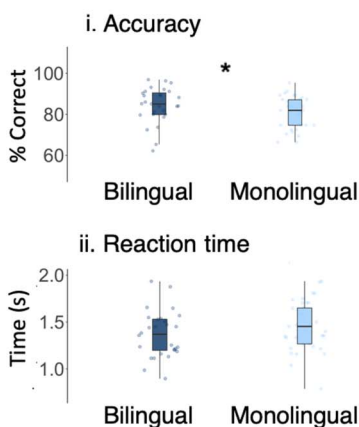 i. Accuracy
*
% Correct
100
80
60
Bilingual Monolingual
ii. Reaction time
Time (s)
2.0
1.5
1.0
Bilingual Monolingual